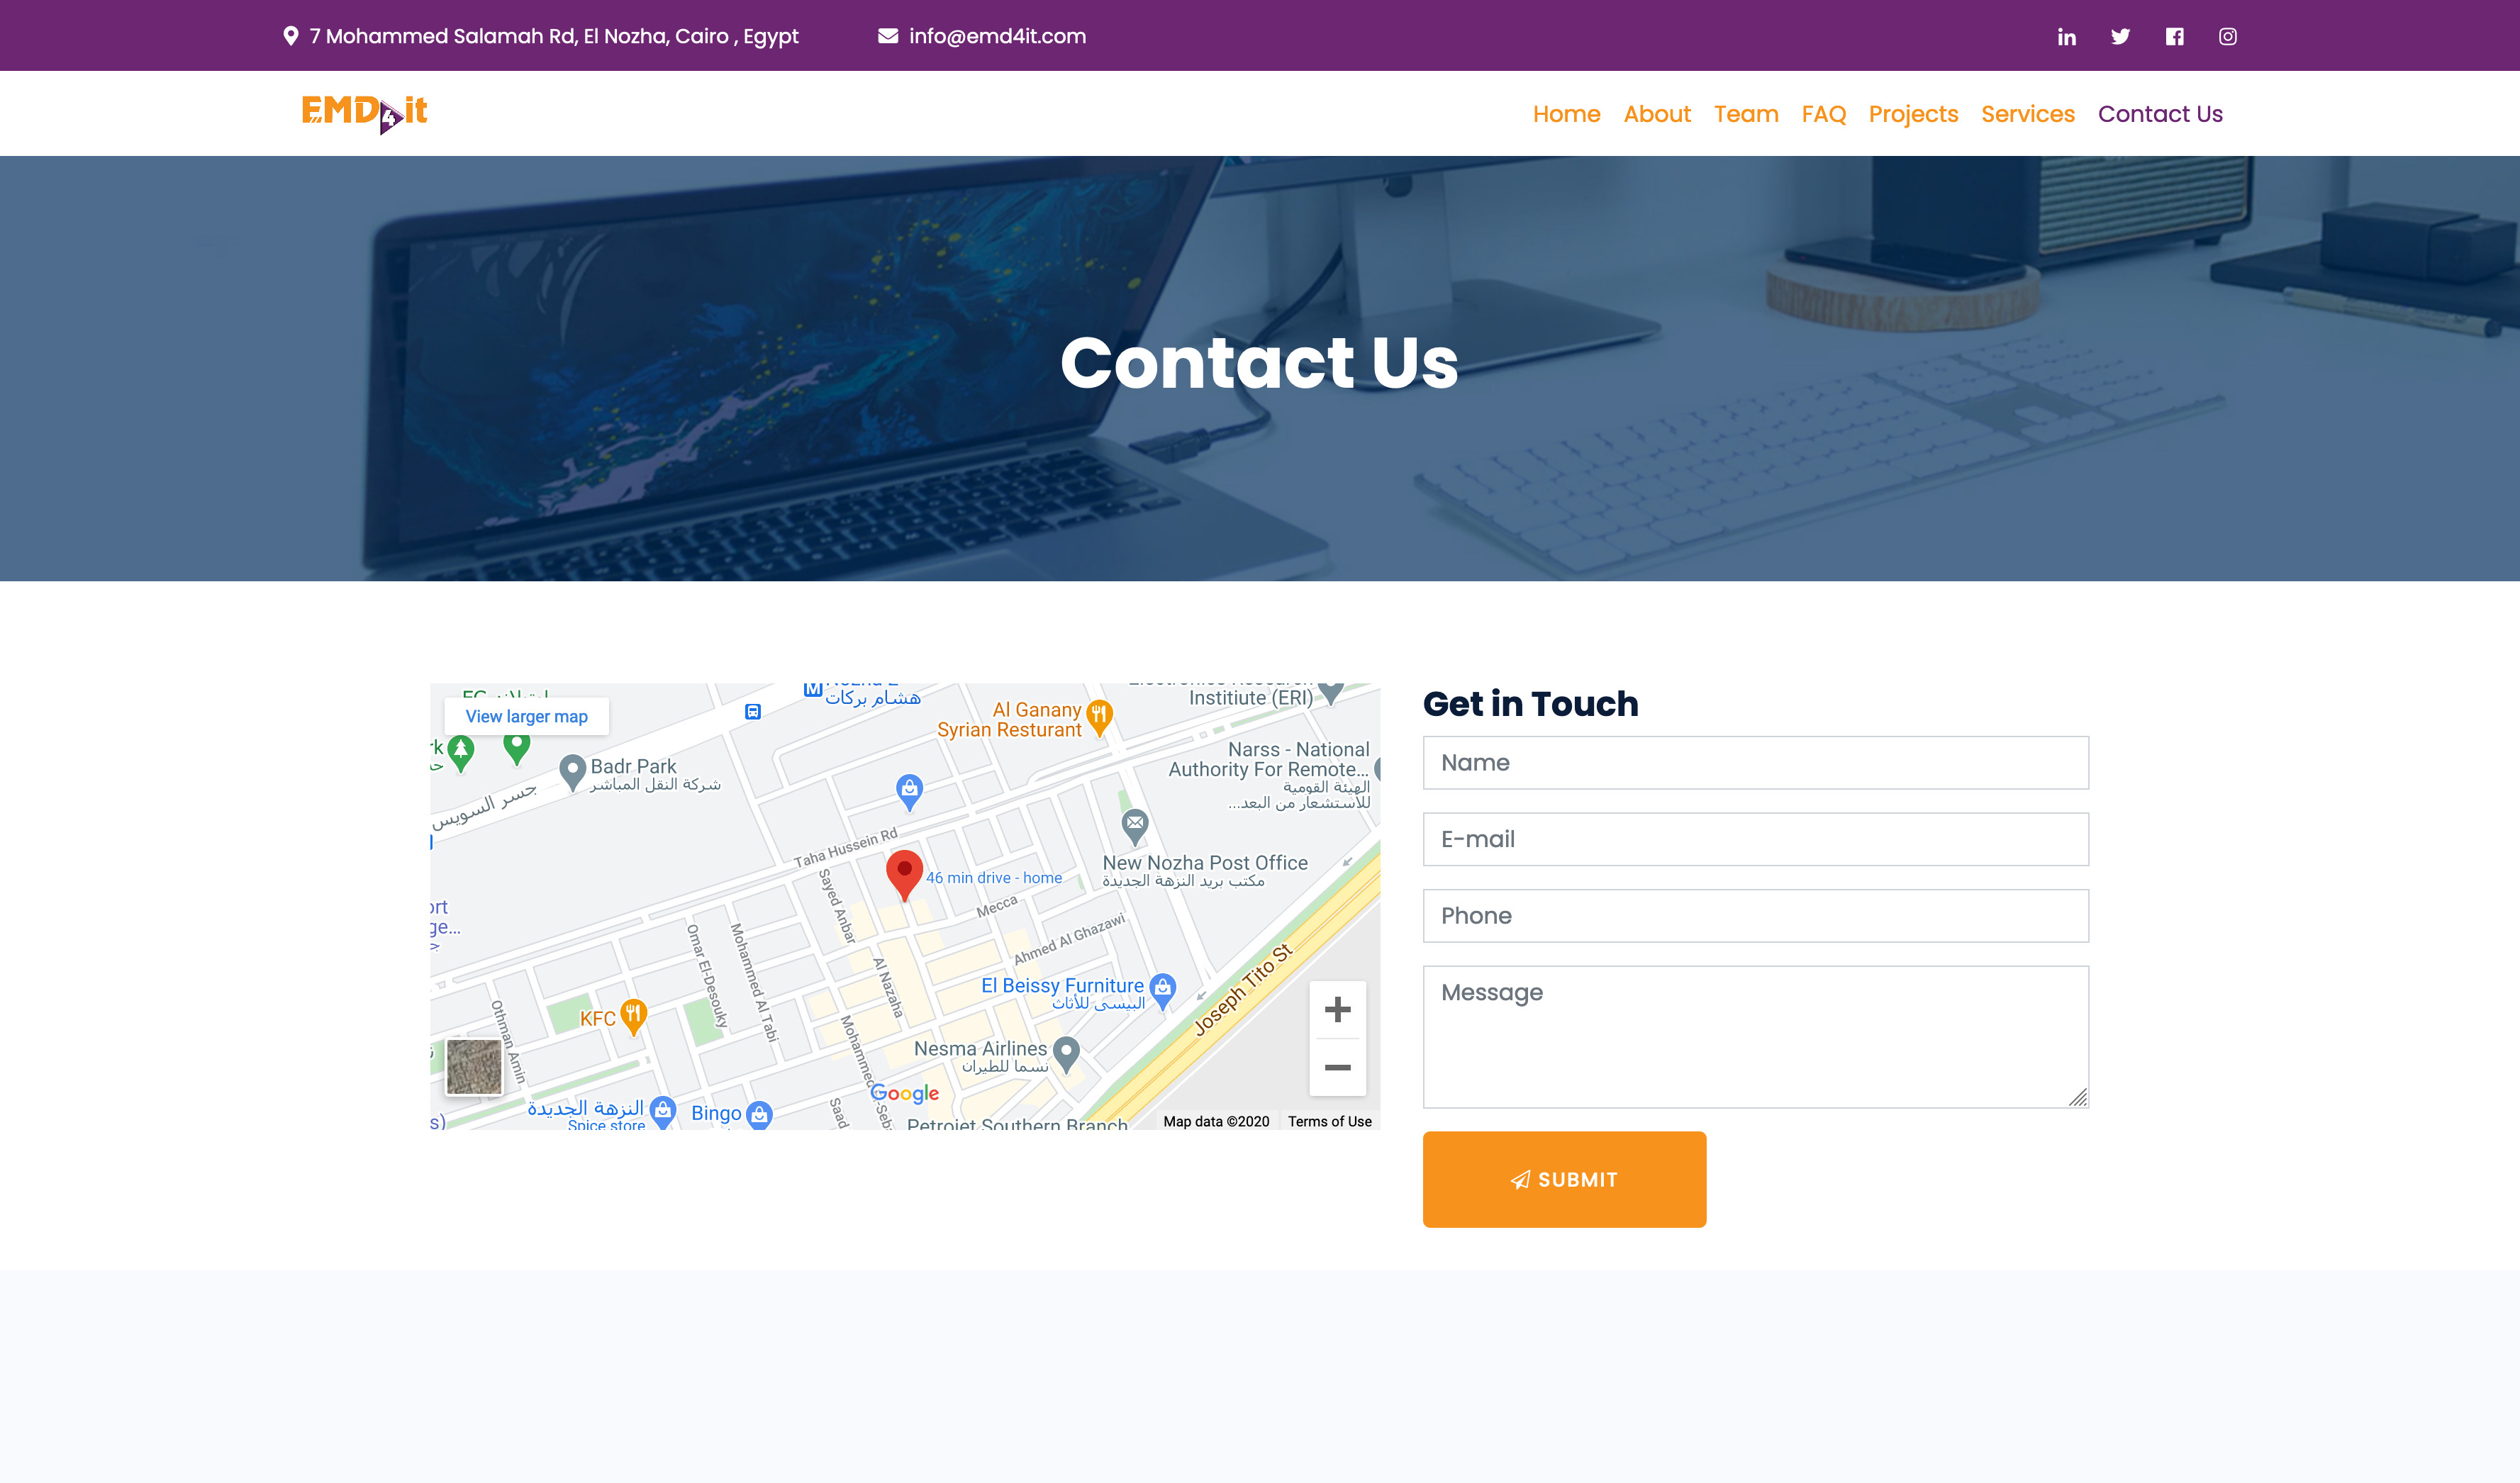 7 Mohammed Salamah Rd, El Nozha, Cairo , Egypt
info@emd4it.com
EMD4it
Home About Team FAQ Projects Services Contact Us
Contact Us
View larger map
هشام بركات
Al Ganany
Syrian Resturant
Institiute (ERI)
Badr Park
شركة النقل المباشر
جسر السويس
Narss - National
Authority For Remote...
الهيئة القومية
للأستشعار من البعد...
Taha Hussein Rd
46 min drive - home
New Nozha Post Office
مكتب بريد النزهة الجديدة
Sayed Anbar
Mecca
Ahmed Al Ghazawi
Omar El-Desouky
Mohammed Al Tabi
Al Nazaha
El Beissy Furniture
البيسى للأثاث
Joseph Tito St
Othman Amin
KFC
Nesma Airlines
نسما للطيران
Google
النزهة الجديدة
Spice store
Bingo
Saad
Petrojet Southern Branch
Map data ©2020
Terms of Use
Get in Touch
Name
E-mail
Phone
Message
SUBMIT